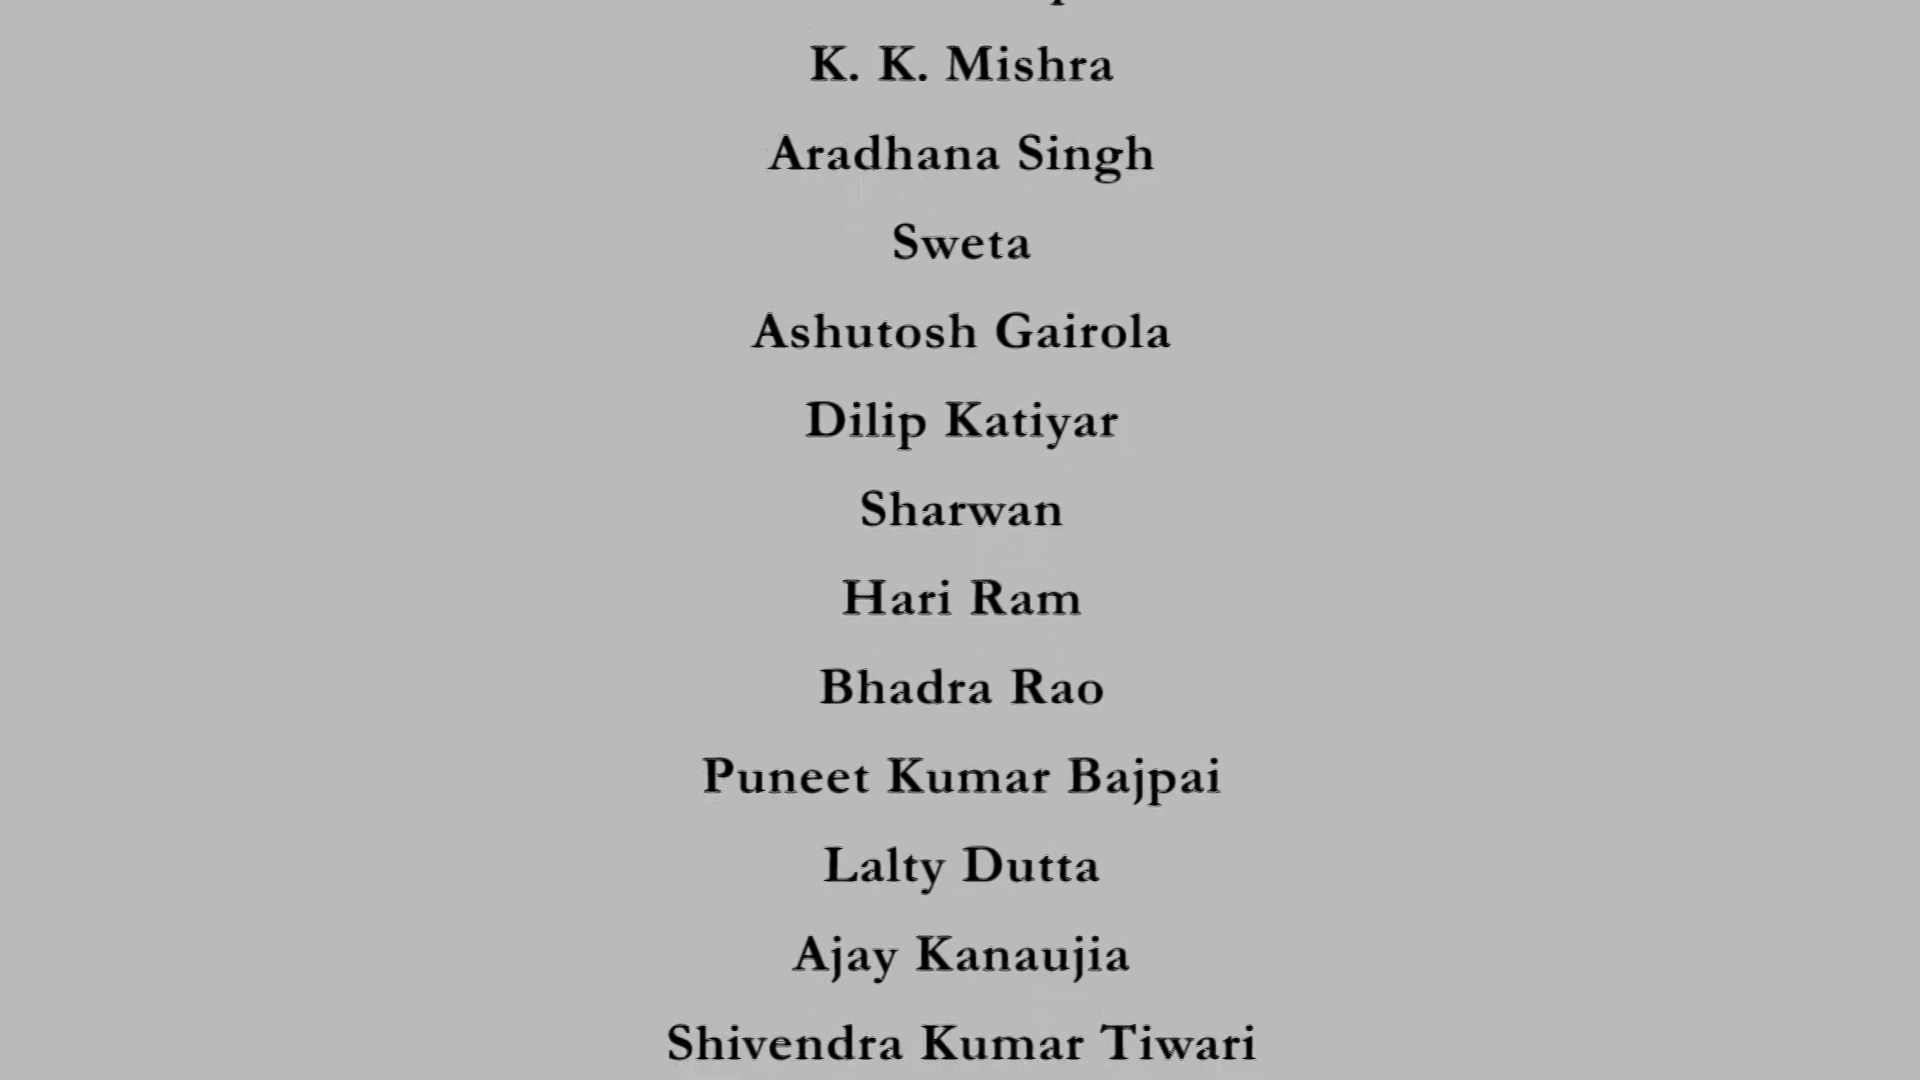 K. K. Mishra
Aradhana Singh
Sweta
Ashutosh Gairola
Dilip Katiyar
Sharwan
Hari Ram
Bhadra Rao
Puneet Kumar Bajpai
Lalty Dutta
Ajay Kanaujia
Shivendra Kumar Tiwari